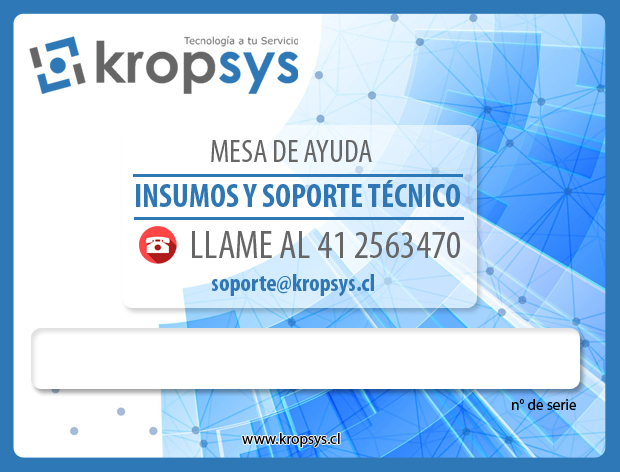 Tecnología a tu Servicio
kropsys
MESA DE AYUDA
INSUMOS Y SOPORTE TÉCNICO
LLAME AL 41 2563470
soporte@kropsys.cl
n° de serie
www.kropsys.cl